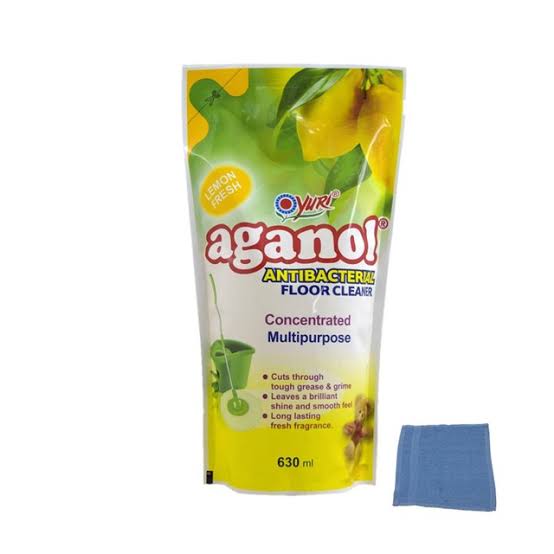 LEMON
FRESH
YURI®
aganol®
ANTIBACTERIAL
FLOOR CLEANER
Concentrated
Multipurpose
• Cuts through
tough grease & grime
• Leaves a brilliant
shine and smooth feel
• Long lasting
fresh fragrance.
630 ml